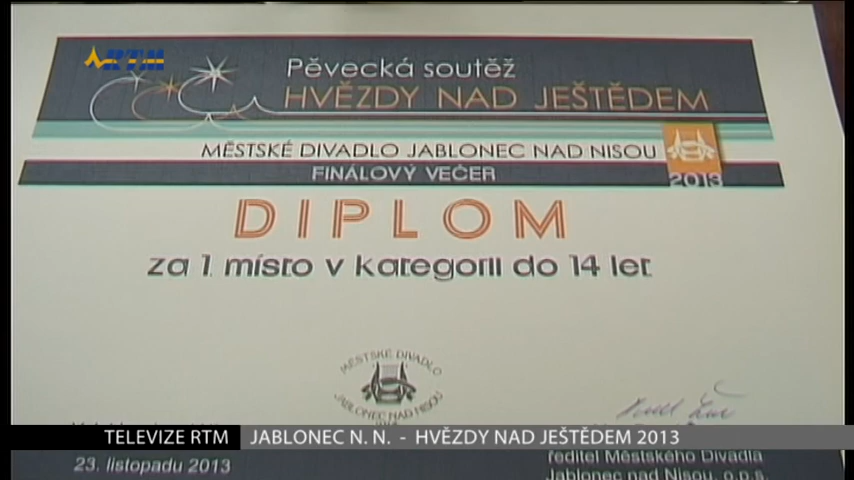 RTM
Pěvecká soutěž
HVĚZDY NAD JEŠTĚDEM
MĚSTSKÉ DIVADLO JABLONEC NAD NISOU
FINÁLOVÝ VEČER
2013
DIPLOM
za 1. místo v kategorii do 14 let
MĚSTSKÉ DIVADLO
JABLONEC NAD NISOU
TELEVIZE RTM JABLONEC N. N. - HVĚZDY NAD JEŠTĚDEM 2013
23. listopadu 2013
ředitel Městského Divadla
Jablonec nad Nisou, o.p.s.